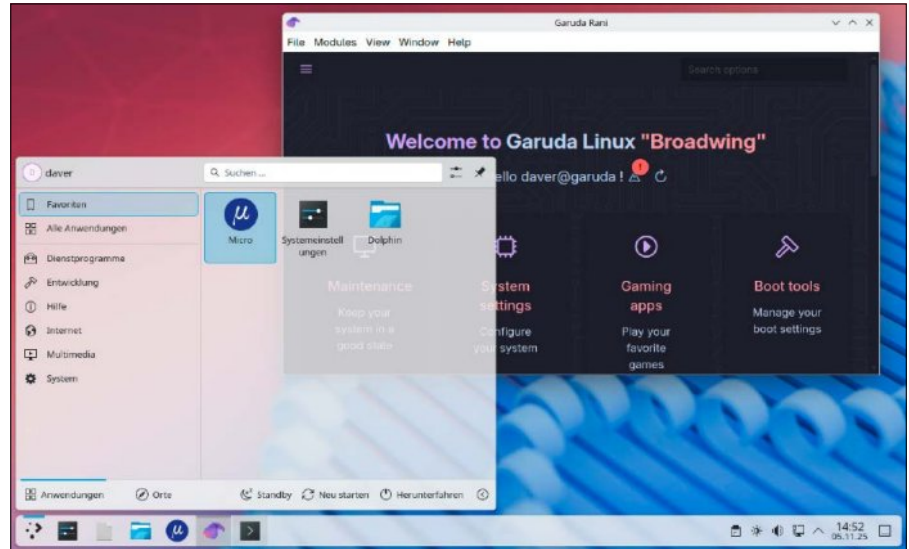 Garuda Rani
File Modules View Window Help
Search options
Welcome to Garuda Linux "Broadwing"
ello daver@garuda !
daver
Suchen ...
Favoriten
Alle Anwendungen
Dienstprogramme
Entwicklung
Hilfe
Internet
Multimedia
System
μ
Micro
Systemeinstell
ungen
Dolphin
Maintenance
Keep your
system in a
good state
System
settings
Configure
your system
Gaming
apps
Play your
favorite
games
Boot tools
Manage your
boot settings
Anwendungen Orte Standby Neu starten Herunterfahren
μ
14:52
05.11.25